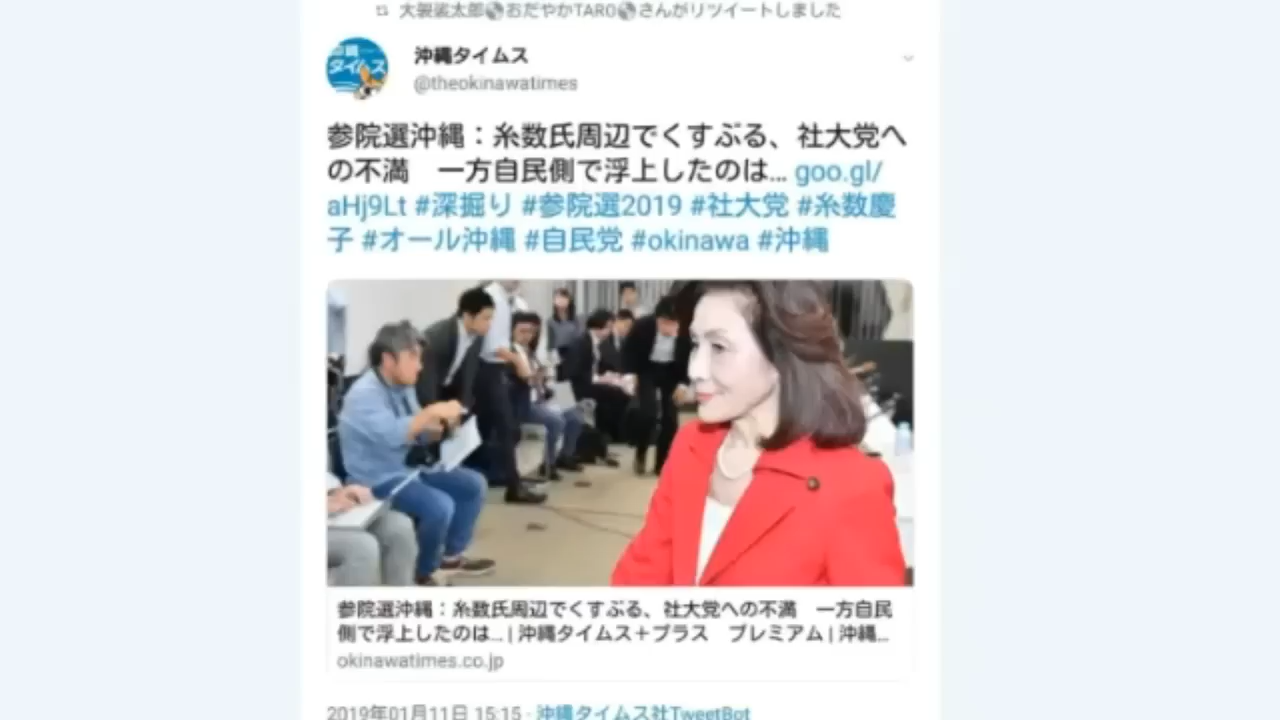 大袈裟太郎おだやかTAROさんがリツイートしました
沖縄タイムス
@theokinawatimes
参院選沖縄：糸数氏周辺でくすぶる、社大党へ
の不満　一方自民側で浮上したのは... goo.gl/
aHj9Lt #深掘り #参院選2019 #社大党 #糸数慶
子 #オール沖縄 #自民党 #okinawa #沖縄
参院選沖縄：糸数氏周辺でくすぶる、社大党への不満　一方自民
側で浮上したのは... | 沖縄タイムス＋プラス　プレミアム | 沖縄...
okinawatimes.co.jp
2019年01月11日 15:15 · 沖縄タイムス社TweetBot